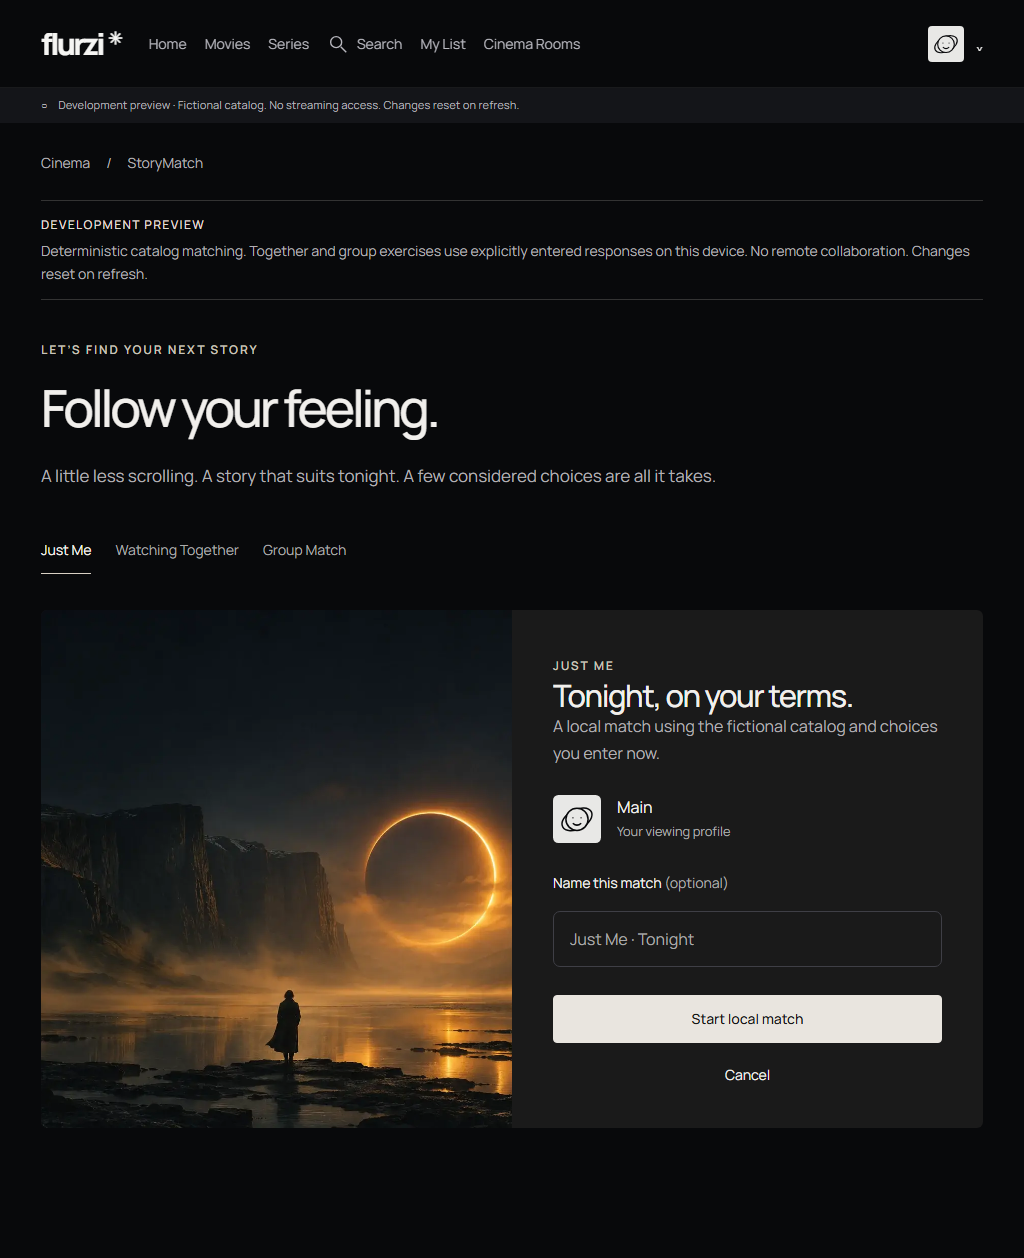 flurzi*
Home Movies Series Search My List Cinema Rooms
Development preview · Fictional catalog. No streaming access. Changes reset on refresh.
Cinema / StoryMatch
DEVELOPMENT PREVIEW
Deterministic catalog matching. Together and group exercises use explicitly entered responses on this device. No remote collaboration. Changes
reset on refresh.
LET'S FIND YOUR NEXT STORY
Follow your feeling.
A little less scrolling. A story that suits tonight. A few considered choices are all it takes.
Just Me Watching Together Group Match
JUST ME
Tonight, on your terms.
A local match using the fictional catalog and choices
you enter now.
Main
Your viewing profile
Name this match (optional)
Just Me · Tonight
Start local match
Cancel